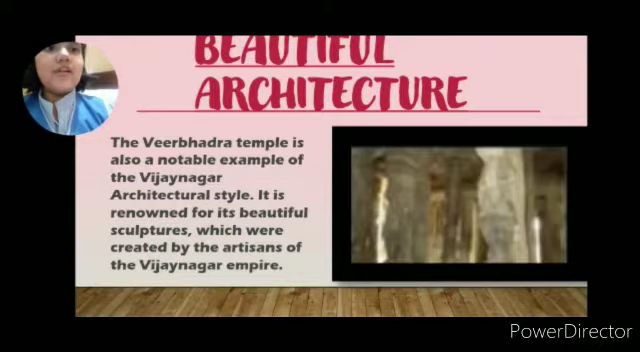 BEAUTIFUL
ARCHITECTURE
The Veerbhadra temple is
also a notable example of
the Vijaynagar
Architectural style. It is
renowned for its beautiful
sculptures, which were
created by the artisans of
the Vijaynagar empire.
PowerDirector